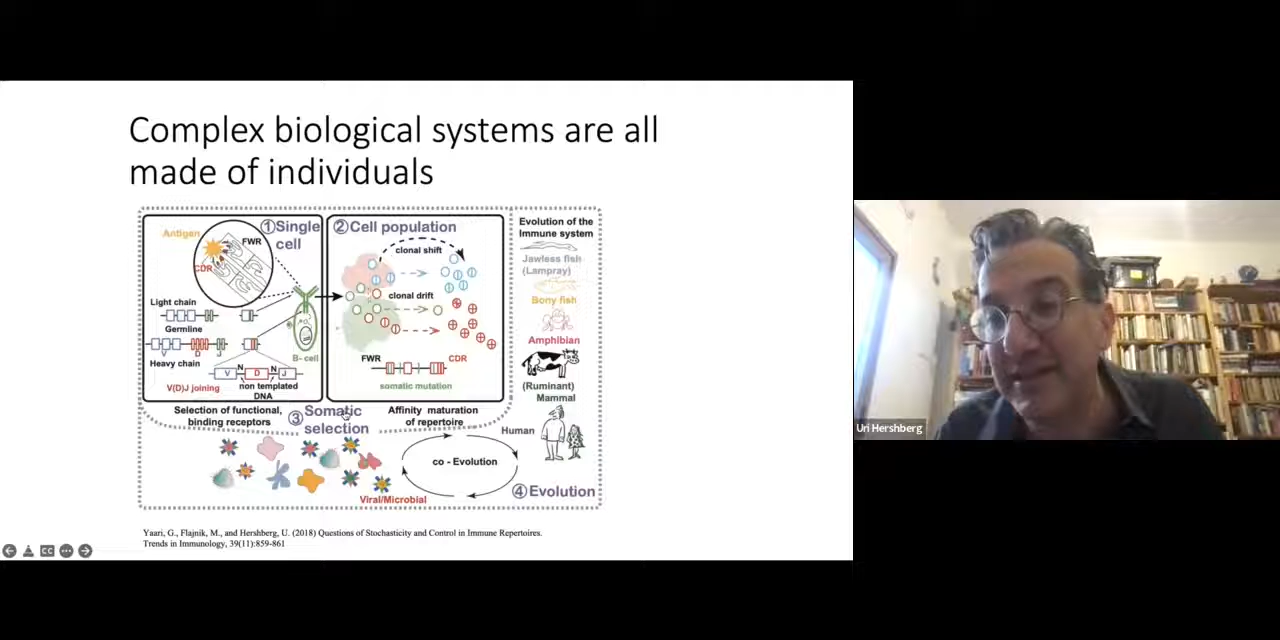 Complex biological systems are all
made of individuals
①Single
cell
Antigen
FWR
CDR
Light chain
Germline
V
D
J
Heavy chain
B- cell
N
N
V
D
J
V(D)J joining
non templated
DNA
②Cell population
clonal shift
clonal drift
FWR
CDR
somatic mutation
Selection of functional,
binding receptors
③Somatic
selection
Affinity maturation
of repertoire
Evolution of the
Immune system
Jawless fish
(Lampray)
Bony fish
Amphibian
(Ruminant)
Mammal
Human
co - Evolution
④Evolution
Viral/Microbial
Yaari, G., Flajnik, M., and Hershberg, U. (2018) Questions of Stochasticity and Control in Immune Repertoires.
Trends in Immunology, 39(11):859-861
CC
Uri Hershberg